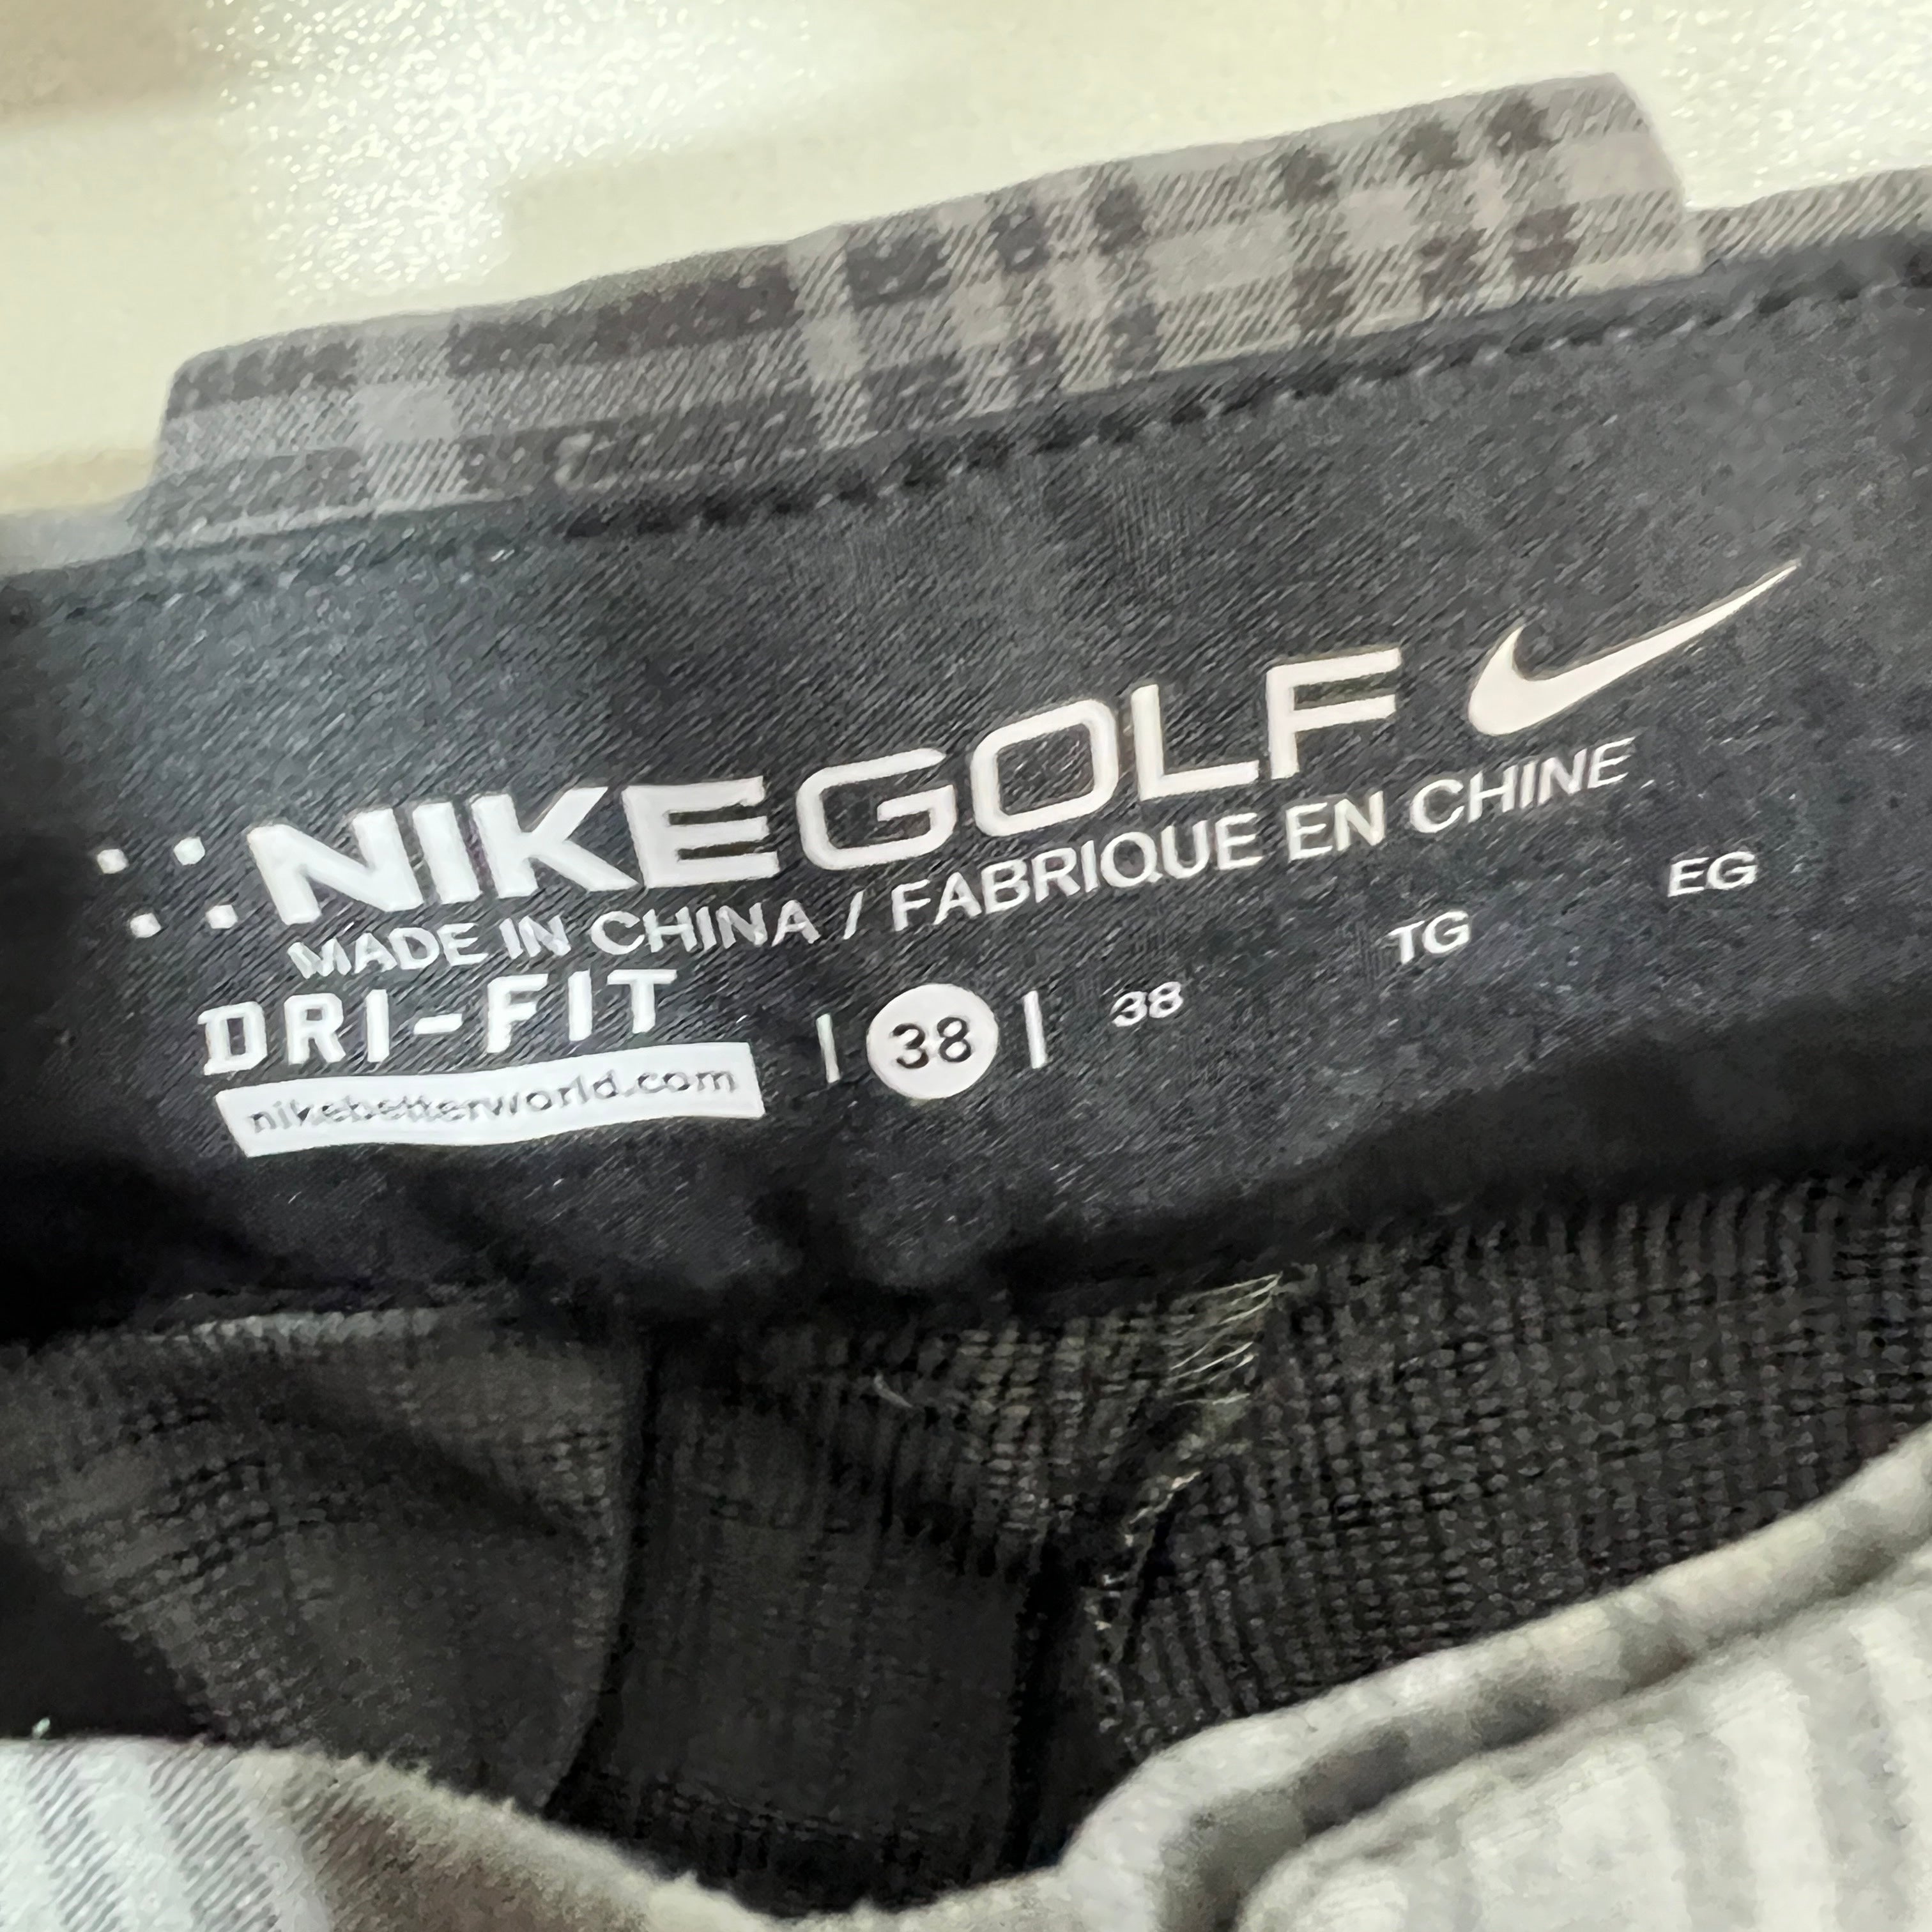 NIKEGOLF
MADE IN CHINA / FABRIQUE EN CHINE
DRI-FIT
nikebetterworld.com
38 38 TG EG